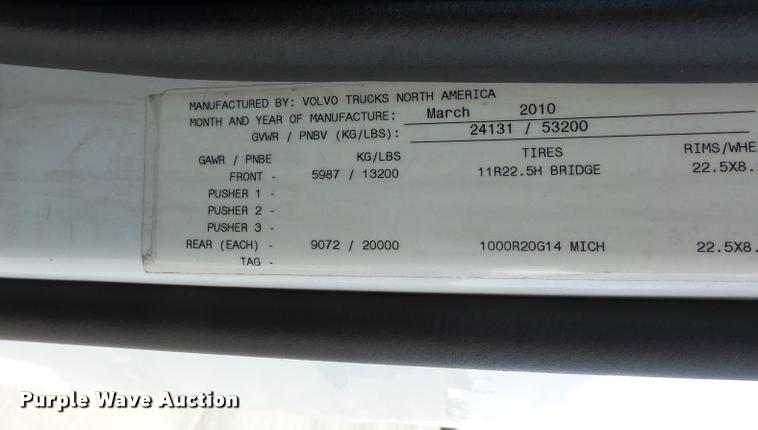 MANUFACTURED BY: VOLVO TRUCKS NORTH AMERICA
MONTH AND YEAR OF MANUFACTURE: March 2010
GVWR / PNBV (KG/LBS): 24131 / 53200
GAWR / PNBE KG/LBS TIRES RIMS/WHE
FRONT - 5987 / 13200 11R22.5H BRIDGE 22.5X8.
PUSHER 1 -
PUSHER 2 -
PUSHER 3 -
REAR (EACH) - 9072 / 20000 1000R20G14 MICH 22.5X8.
TAG -
Purple Wave Auction